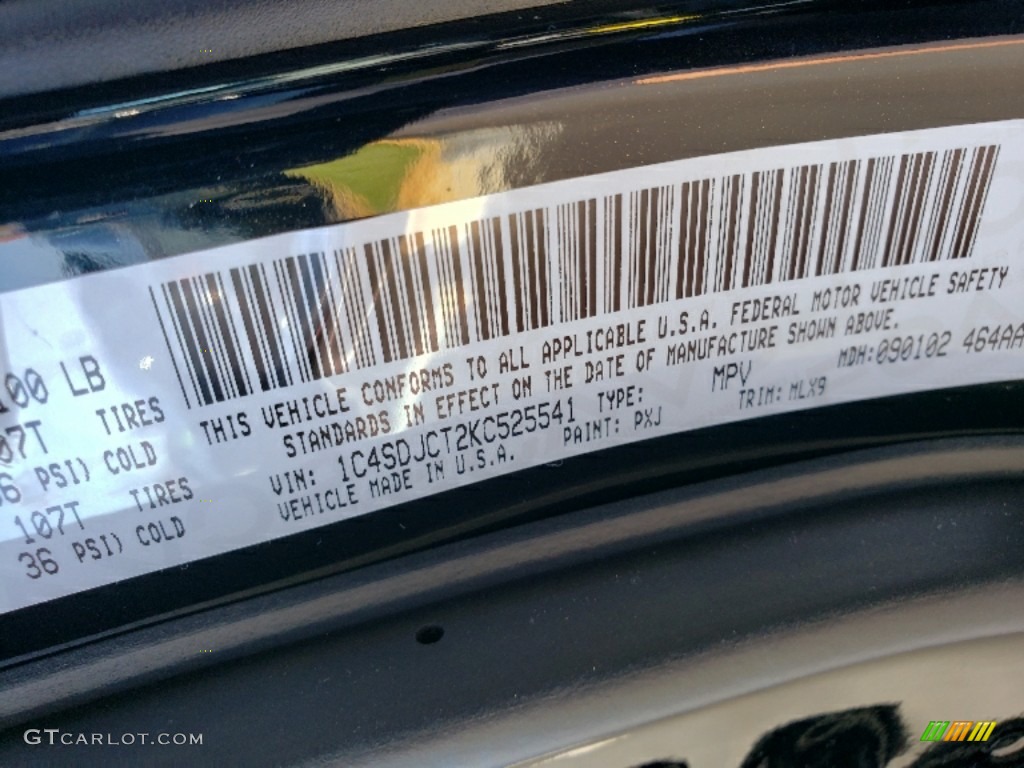 100 LB
07T TIRES
36 PSI) COLD
107T TIRES
36 PSI) COLD
THIS VEHICLE CONFORMS TO ALL APPLICABLE U.S.A. FEDERAL MOTOR VEHICLE SAFETY
STANDARDS IN EFFECT ON THE DATE OF MANUFACTURE SHOWN ABOVE.
MDH:090102 464AA
VIN: 1C4SDJCT2KC525541 TYPE: MPV
VEHICLE MADE IN U.S.A. PAINT: PXJ TRIM: MLX9
GTCARLOT.COM